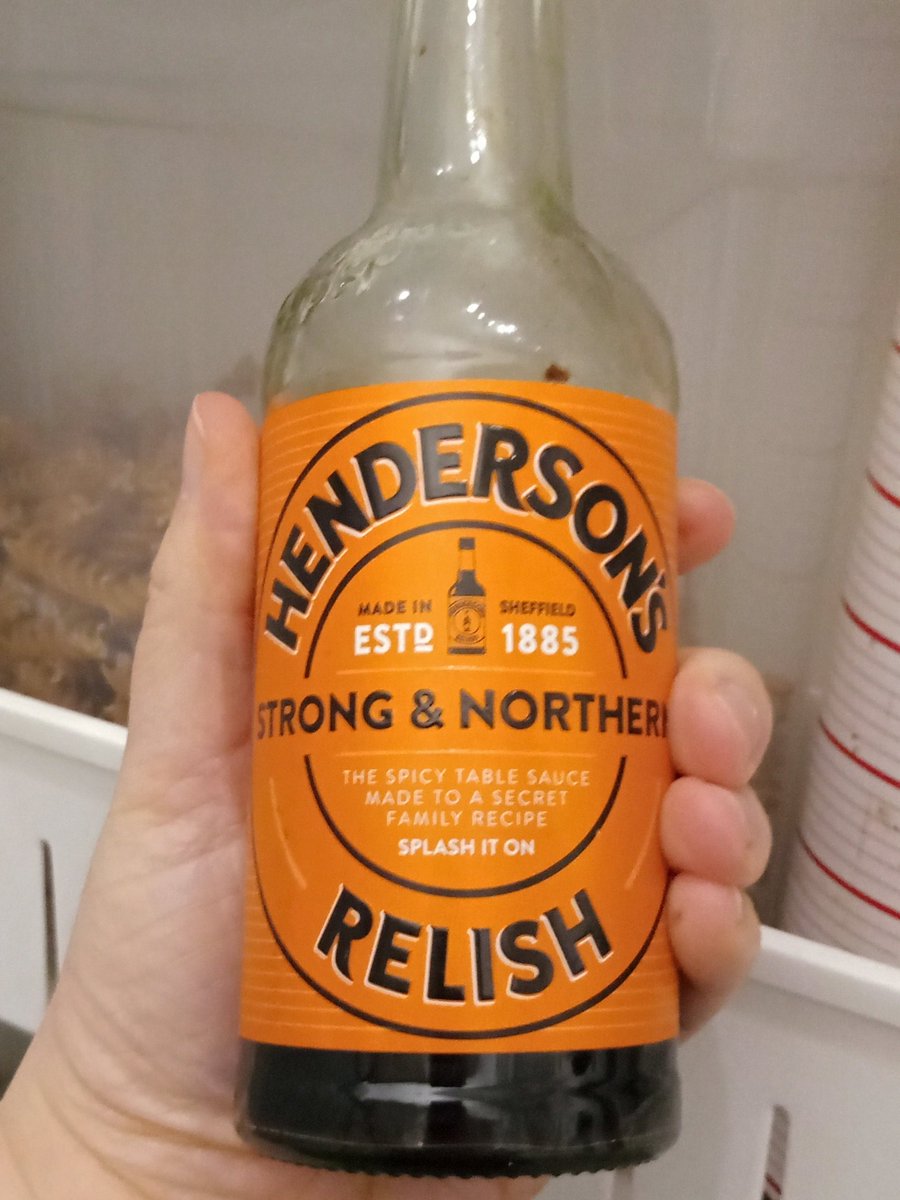 HENDERSON'S
MADE IN SHEFFIELD
ESTD 1885
STRONG & NORTHERN
THE SPICY TABLE SAUCE
MADE TO A SECRET
FAMILY RECIPE
SPLASH IT ON
RELISH